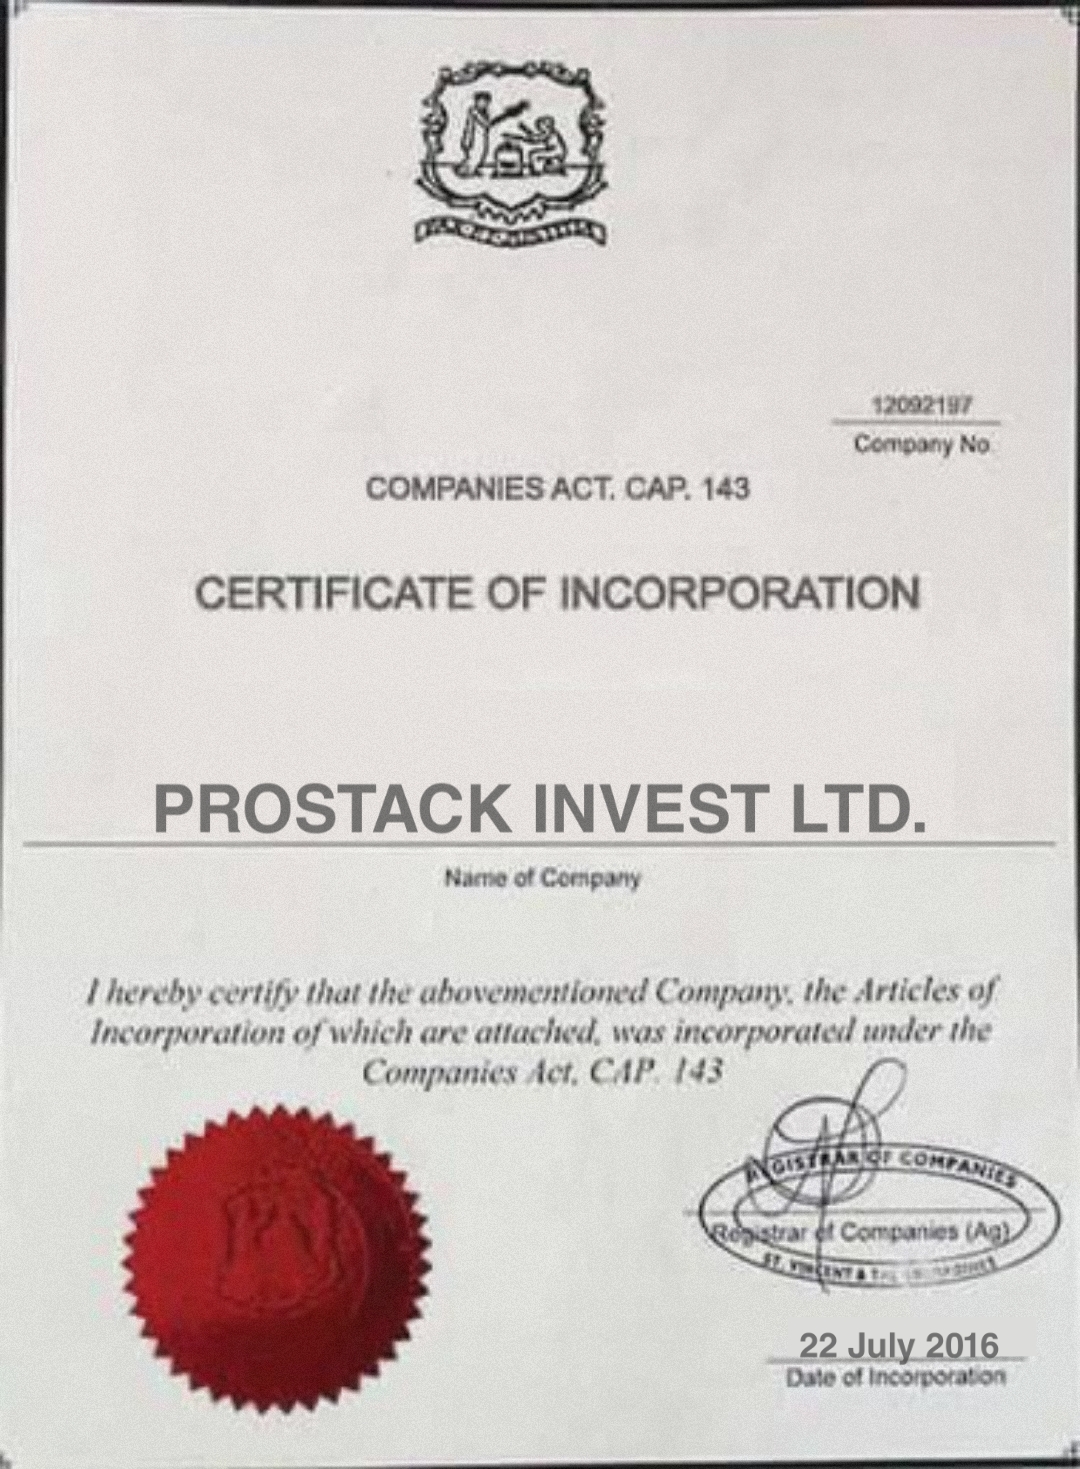 12092197
Company No.
COMPANIES ACT. CAP. 143
CERTIFICATE OF INCORPORATION
PROSTACK INVEST LTD.
Name of Company
I hereby certify that the abovementioned Company, the Articles of
Incorporation of which are attached, was incorporated under the
Companies Act, CAP. 143
REGISTRAR OF COMPANIES
Registrar of Companies (Ag)
ST. VINCENT & THE GRENADINES
22 July 2016
Date of Incorporation